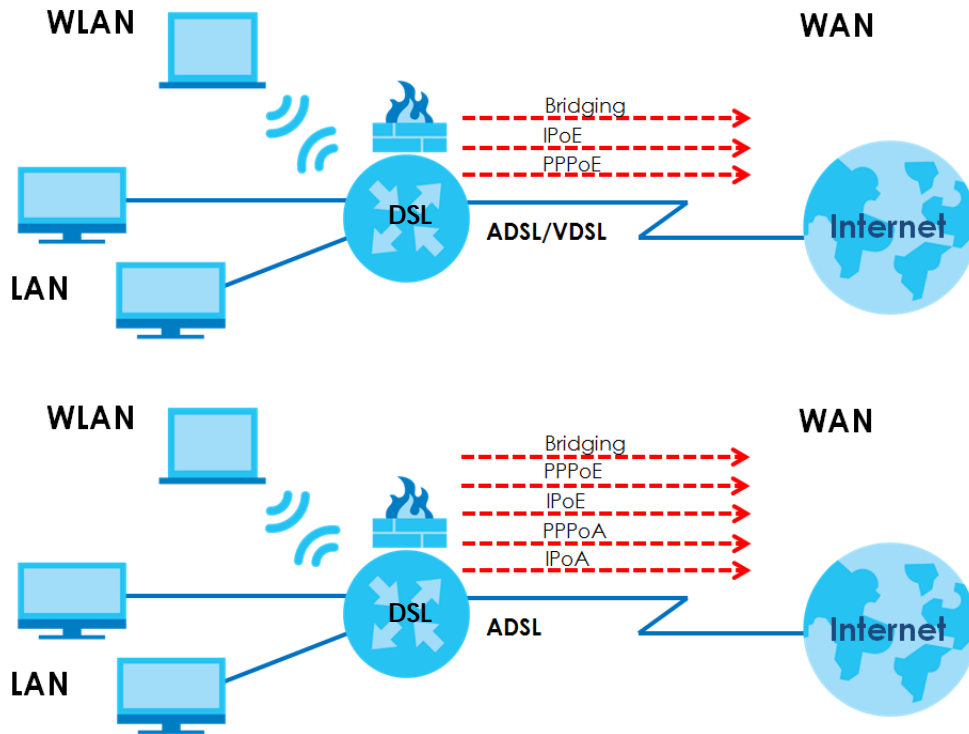 WLAN
WAN
Bridging
IPoE
PPPoE
DSL
ADSL/VDSL
Internet
LAN
WLAN
WAN
Bridging
PPPoE
IPoE
PPPoA
IPoA
DSL
ADSL
Internet
LAN